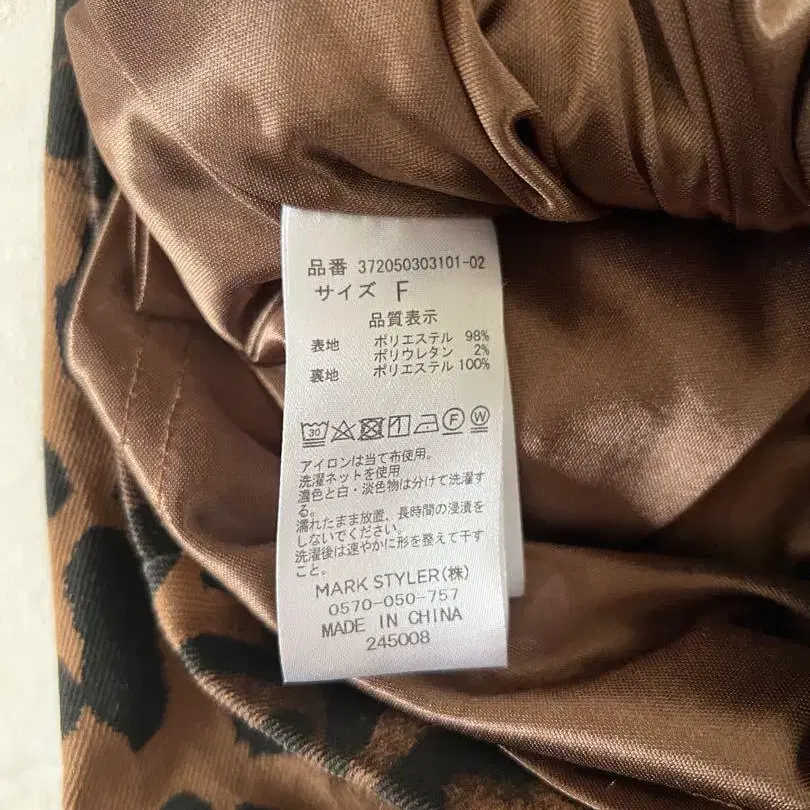 品番 372050303101-02
サイズ F
品質表示
表地 ポリエステル 98%
ポリウレタン 2%
裏地 ポリエステル 100%
30 F W
アイロンは当て布使用。
洗濯ネットを使用
濃色と白・淡色物は分けて洗濯す
る。
濡れたまま放置、長時間の浸漬を
しないでください。
洗濯後は速やかに形を整えて干す
こと。
MARK STYLER(株)
0570-050-757
MADE IN CHINA
245008